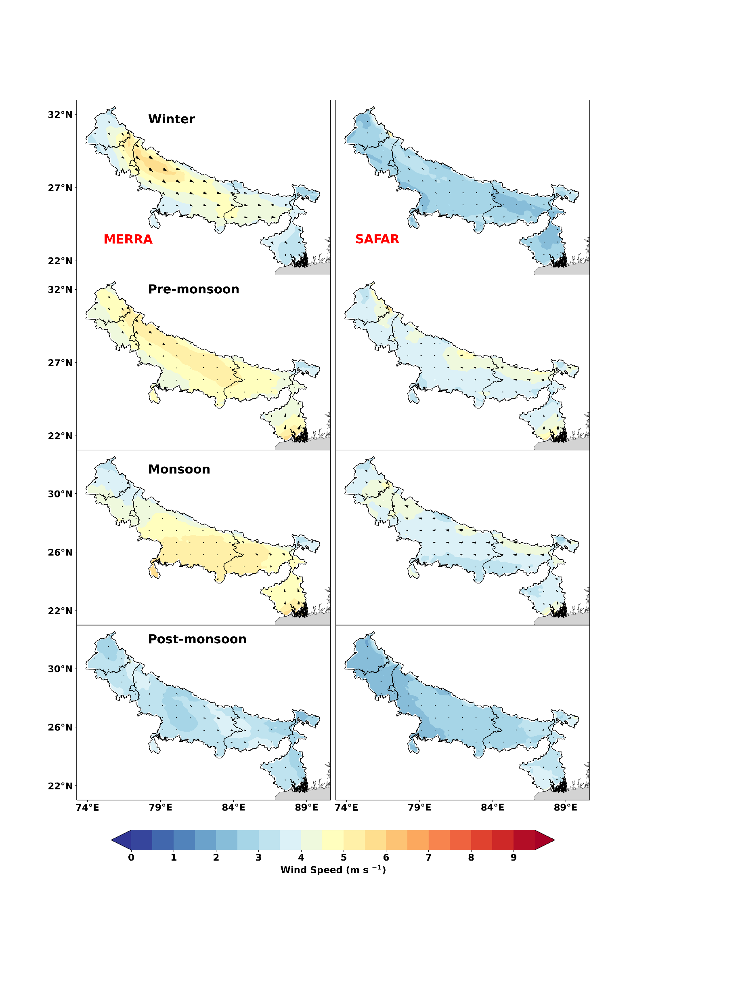 32°N
Winter
27°N
MERRA
SAFAR
22°N
32°N
Pre-monsoon
27°N
22°N
Monsoon
30°N
26°N
22°N
Post-monsoon
30°N
26°N
22°N
74°E 79°E 84°E 89°E 74°E 79°E 84°E 89°E
0 1 2 3 4 5 6 7 8 9
Wind Speed (m s ⁻¹)